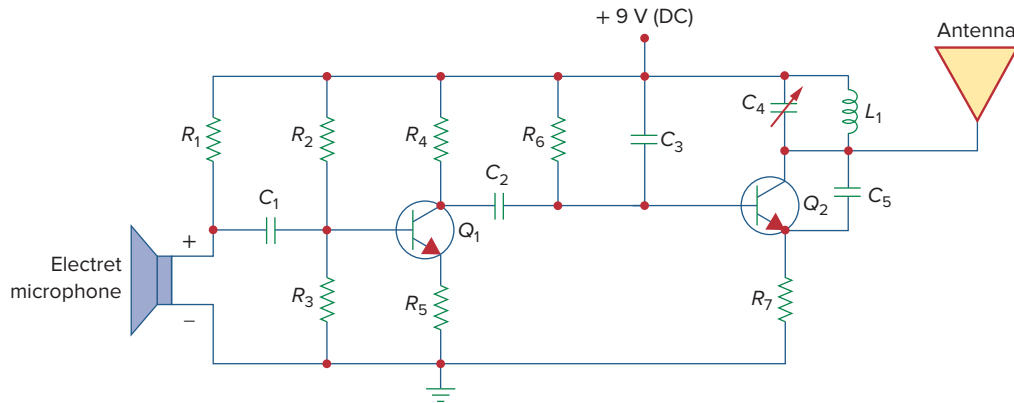 + 9 V (DC)
Antenna
R1
R2
R4
R6
C3
C4
L1
C1
C2
C5
Q1
Q2
+
Electret
microphone
R3
R5
R7
−